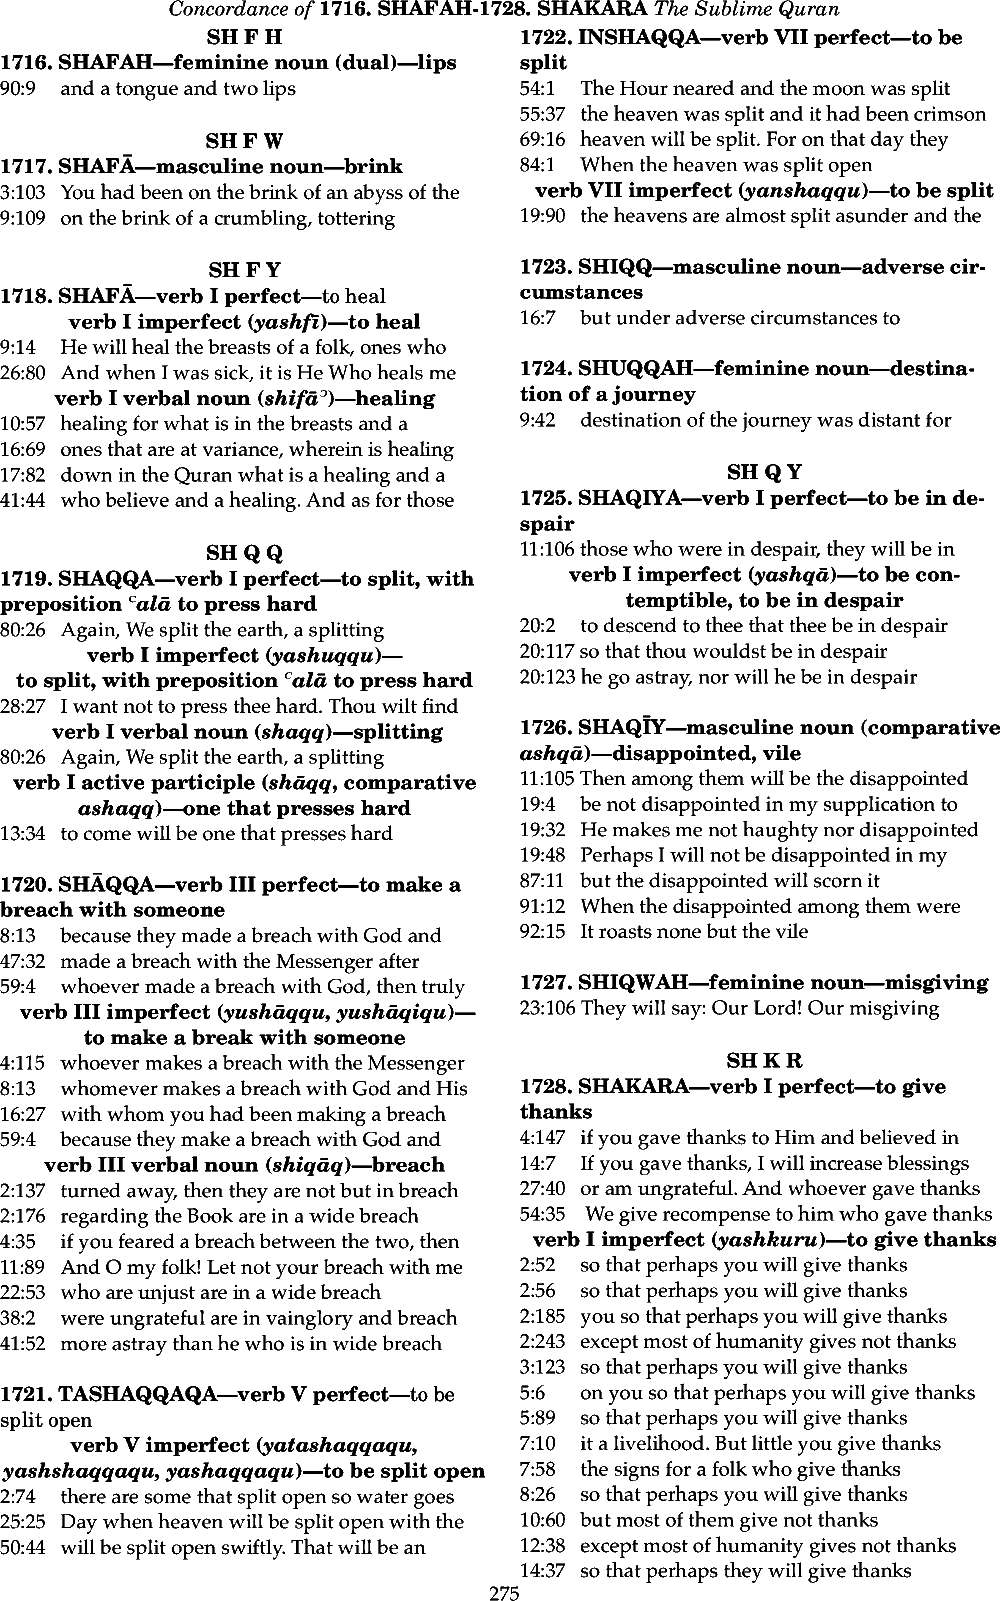 Concordance of 1716. SHAFAH-1728. SHAKARA The Sublime Quran
SH F H
1716. SHAFAH—feminine noun (dual)—lips
90:9 and a tongue and two lips
SH F W
1717. SHAFĀ—masculine noun—brink
3:103 You had been on the brink of an abyss of the
9:109 on the brink of a crumbling, tottering
SH F Y
1718. SHAFĀ—verb I perfect—to heal
verb I imperfect (yashfī)—to heal
9:14 He will heal the breasts of a folk, ones who
26:80 And when I was sick, it is He Who heals me
verb I verbal noun (shifāᵓ)—healing
10:57 healing for what is in the breasts and a
16:69 ones that are at variance, wherein is healing
17:82 down in the Quran what is a healing and a
41:44 who believe and a healing. And as for those
SH Q Q
1719. SHAQQA—verb I perfect—to split, with
preposition ᶜalā to press hard
80:26 Again, We split the earth, a splitting
verb I imperfect (yashuqqu)—
to split, with preposition ᶜalā to press hard
28:27 I want not to press thee hard. Thou wilt find
verb I verbal noun (shaqq)—splitting
80:26 Again, We split the earth, a splitting
verb I active participle (shāqq, comparative
ashaqq)—one that presses hard
13:34 to come will be one that presses hard
1720. SHĀQQA—verb III perfect—to make a
breach with someone
8:13 because they made a breach with God and
47:32 made a breach with the Messenger after
59:4 whoever made a breach with God, then truly
verb III imperfect (yushāqqu, yushāqiqu)—
to make a break with someone
4:115 whoever makes a breach with the Messenger
8:13 whomever makes a breach with God and His
16:27 with whom you had been making a breach
59:4 because they make a breach with God and
verb III verbal noun (shiqāq)—breach
2:137 turned away, then they are not but in breach
2:176 regarding the Book are in a wide breach
4:35 if you feared a breach between the two, then
11:89 And O my folk! Let not your breach with me
22:53 who are unjust are in a wide breach
38:2 were ungrateful are in vainglory and breach
41:52 more astray than he who is in wide breach
1721. TASHAQQAQA—verb V perfect—to be
split open
verb V imperfect (yatashaqqaqu,
yashshaqqaqu, yashaqqaqu)—to be split open
2:74 there are some that split open so water goes
25:25 Day when heaven will be split open with the
50:44 will be split open swiftly. That will be an
1722. INSHAQQA—verb VII perfect—to be
split
54:1 The Hour neared and the moon was split
55:37 the heaven was split and it had been crimson
69:16 heaven will be split. For on that day they
84:1 When the heaven was split open
verb VII imperfect (yanshaqqu)—to be split
19:90 the heavens are almost split asunder and the
1723. SHIQQ—masculine noun—adverse cir-
cumstances
16:7 but under adverse circumstances to
1724. SHUQQAH—feminine noun—destina-
tion of a journey
9:42 destination of the journey was distant for
SH Q Y
1725. SHAQIYA—verb I perfect—to be in de-
spair
11:106 those who were in despair, they will be in
verb I imperfect (yashqā)—to be con-
temptible, to be in despair
20:2 to descend to thee that thee be in despair
20:117 so that thou wouldst be in despair
20:123 he go astray, nor will he be in despair
1726. SHAQĪY—masculine noun (comparative
ashqā)—disappointed, vile
11:105 Then among them will be the disappointed
19:4 be not disappointed in my supplication to
19:32 He makes me not haughty nor disappointed
19:48 Perhaps I will not be disappointed in my
87:11 but the disappointed will scorn it
91:12 When the disappointed among them were
92:15 It roasts none but the vile
1727. SHIQWAH—feminine noun—misgiving
23:106 They will say: Our Lord! Our misgiving
SH K R
1728. SHAKARA—verb I perfect—to give
thanks
4:147 if you gave thanks to Him and believed in
14:7 If you gave thanks, I will increase blessings
27:40 or am ungrateful. And whoever gave thanks
54:35 We give recompense to him who gave thanks
verb I imperfect (yashkuru)—to give thanks
2:52 so that perhaps you will give thanks
2:56 so that perhaps you will give thanks
2:185 you so that perhaps you will give thanks
2:243 except most of humanity gives not thanks
3:123 so that perhaps you will give thanks
5:6 on you so that perhaps you will give thanks
5:89 so that perhaps you will give thanks
7:10 it a livelihood. But little you give thanks
7:58 the signs for a folk who give thanks
8:26 so that perhaps you will give thanks
10:60 but most of them give not thanks
12:38 except most of humanity gives not thanks
14:37 so that perhaps they will give thanks
275